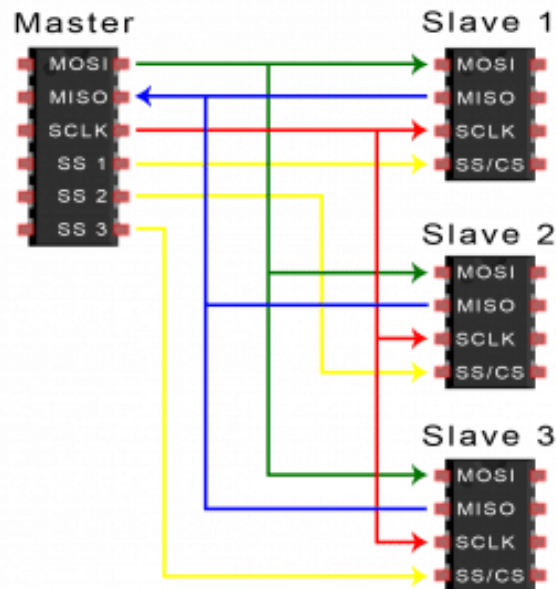 Master
MOSI
MISO
SCLK
SS 1
SS 2
SS 3
Slave 1
MOSI
MISO
SCLK
SS/CS
Slave 2
MOSI
MISO
SCLK
SS/CS
Slave 3
MOSI
MISO
SCLK
SS/CS